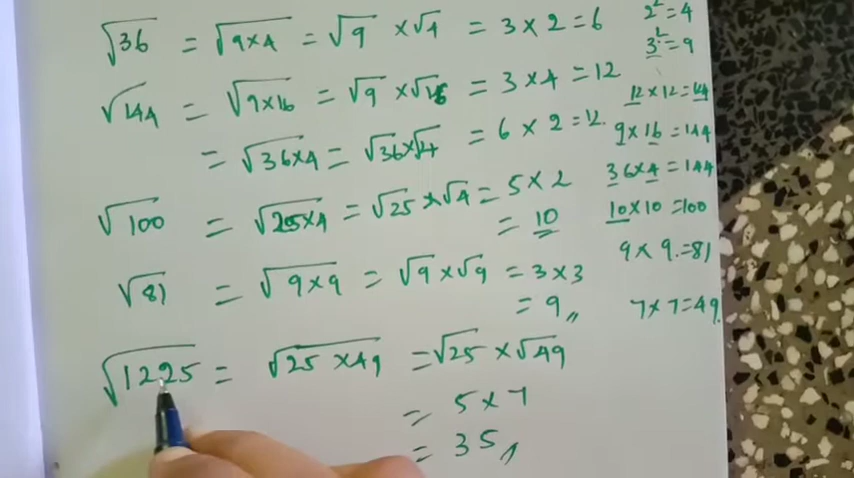 √36 = √9×4 = √9 × √4 = 3 × 2 = 6
2² = 4
3² = 9
√144 = √9×16 = √9 × √16 = 3 × 4 = 12
12 × 12 = 144
= √36×4 = √36×√4 = 6 × 2 = 12.
9 × 16 = 144
36×4 = 144
√100 = √25×4 = √25 × √4 = 5 × 2
= 10
10×10 = 100
9 × 9 = 81
√81 = √9×9 = √9 × √9 = 3 × 3
= 9,,
7 × 7 = 49.
√1225 = √25 ×49 = √25 × √49
= 5 × 7
= 35,,